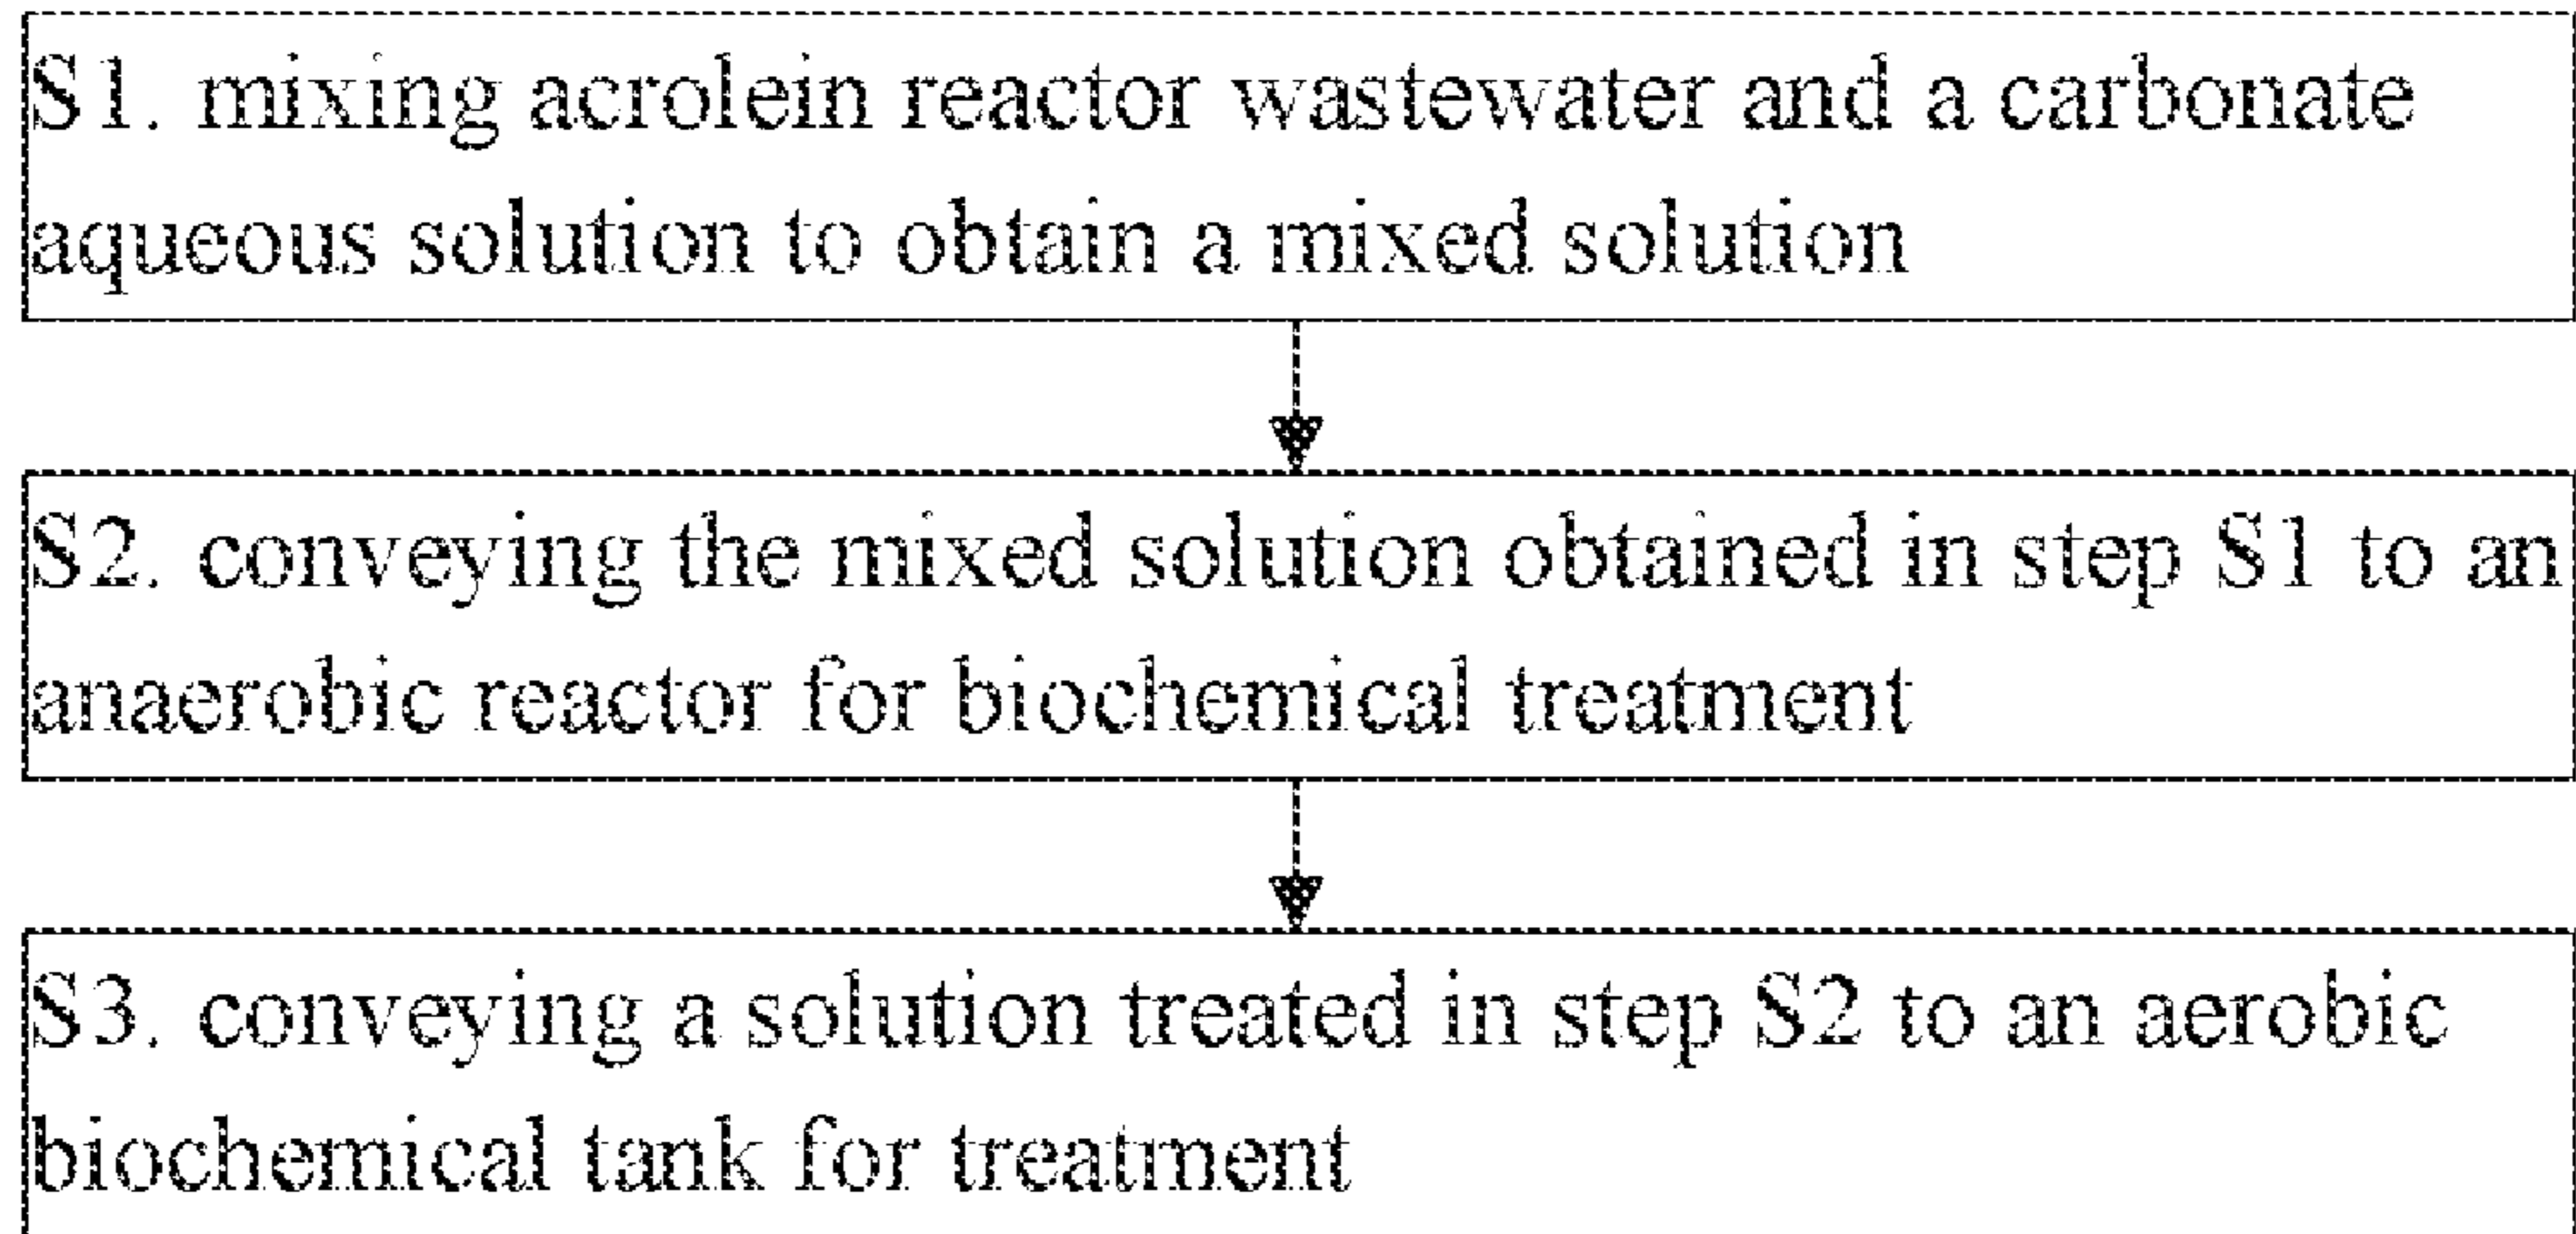 S1. mixing acrolein reactor wastewater and a carbonate
aqueous solution to obtain a mixed solution
S2. conveying the mixed solution obtained in step S1 to an
anaerobic reactor for biochemical treatment
S3. conveying a solution treated in step S2 to an aerobic
biochemical tank for treatment